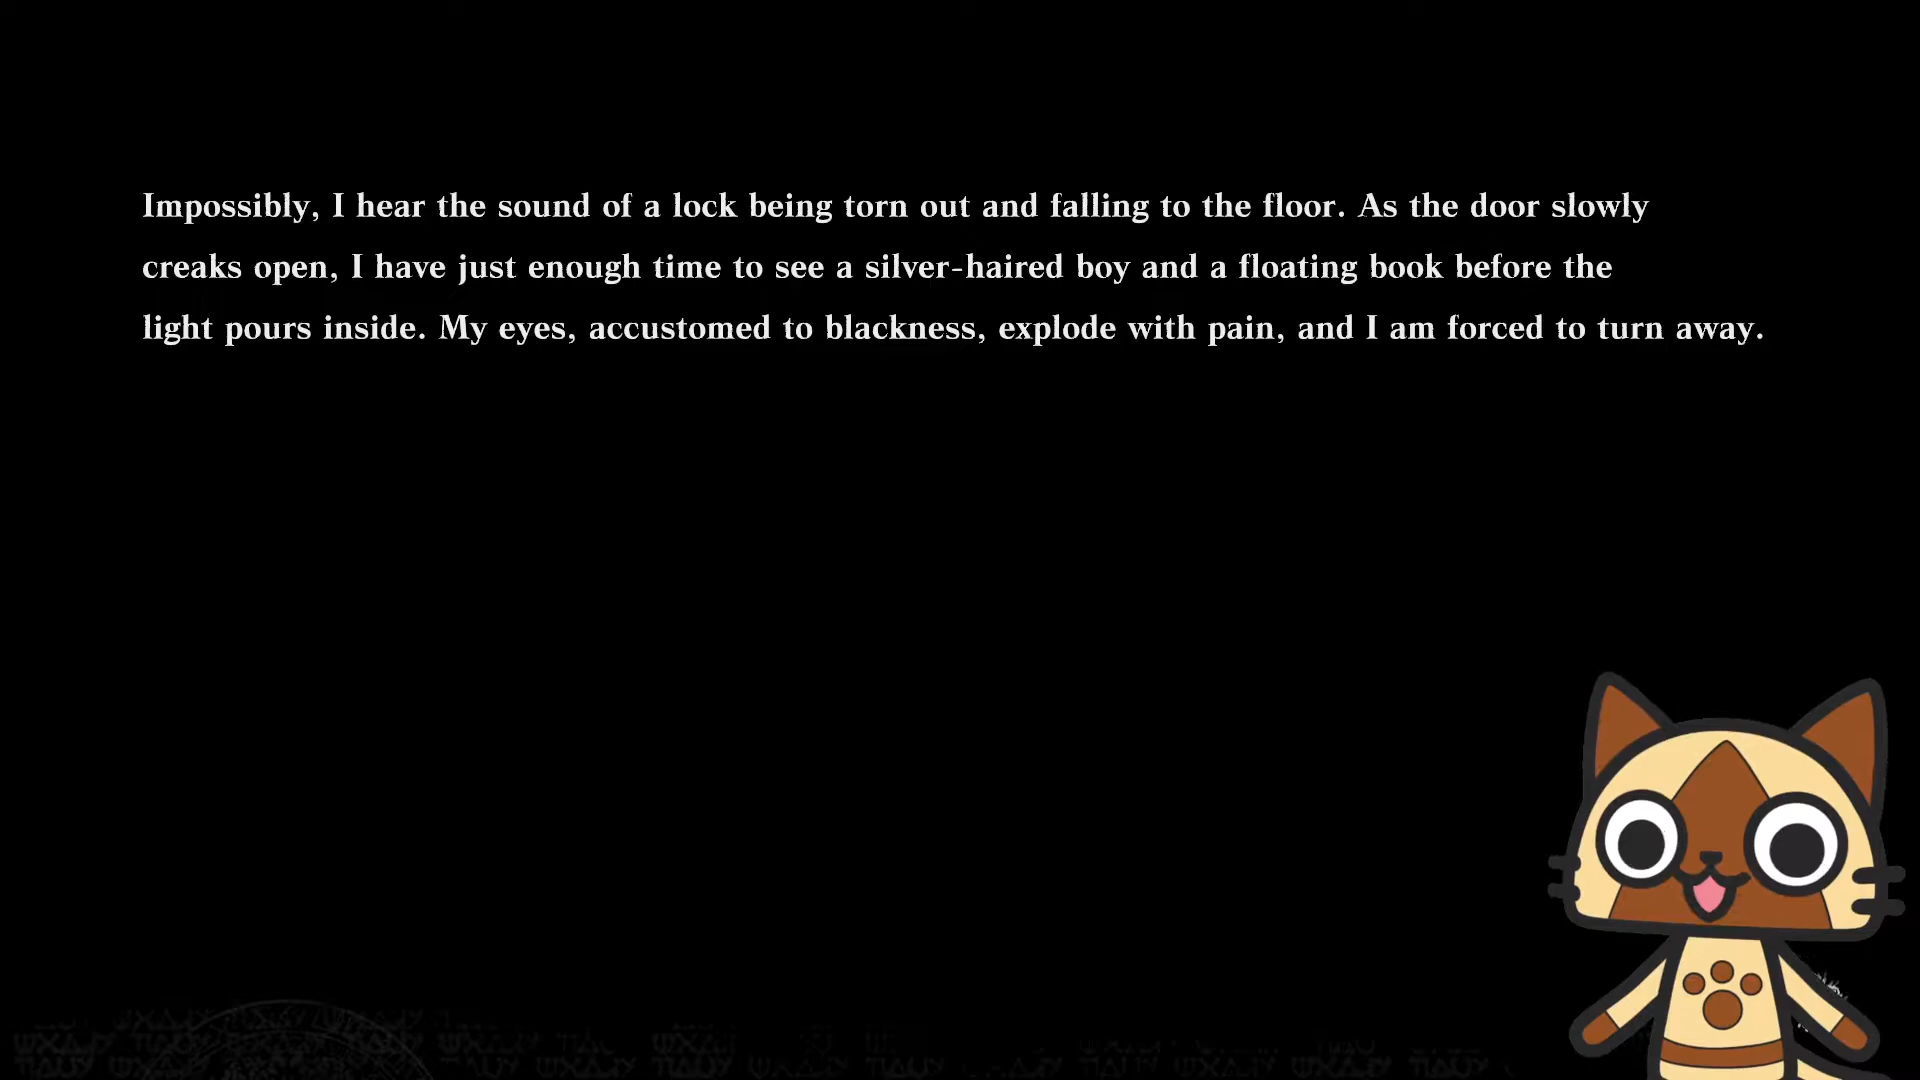 Impossibly, I hear the sound of a lock being torn out and falling to the floor. As the door slowly
creaks open, I have just enough time to see a silver-haired boy and a floating book before the
light pours inside. My eyes, accustomed to blackness, explode with pain, and I am forced to turn away.